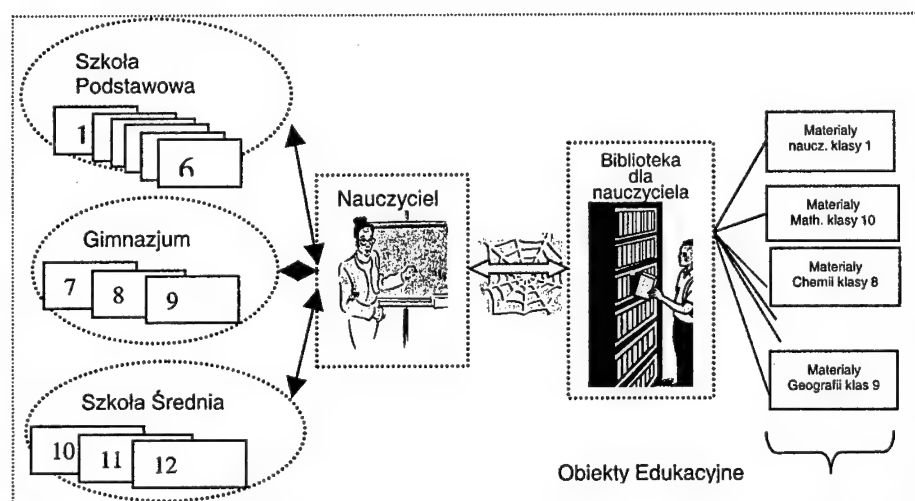 Szkoła
Podstawowa
1
6
Gimnazjum
7
8
9
Szkoła Średnia
10
11
12
Nauczyciel
Biblioteka
dla
nauczyciela
Materialy
naucz. klasy 1
Materialy
Math. klasy 10
Materialy
Chemii klasy 8
Materialy
Geografii klas 9
Obiekty Edukacyjne